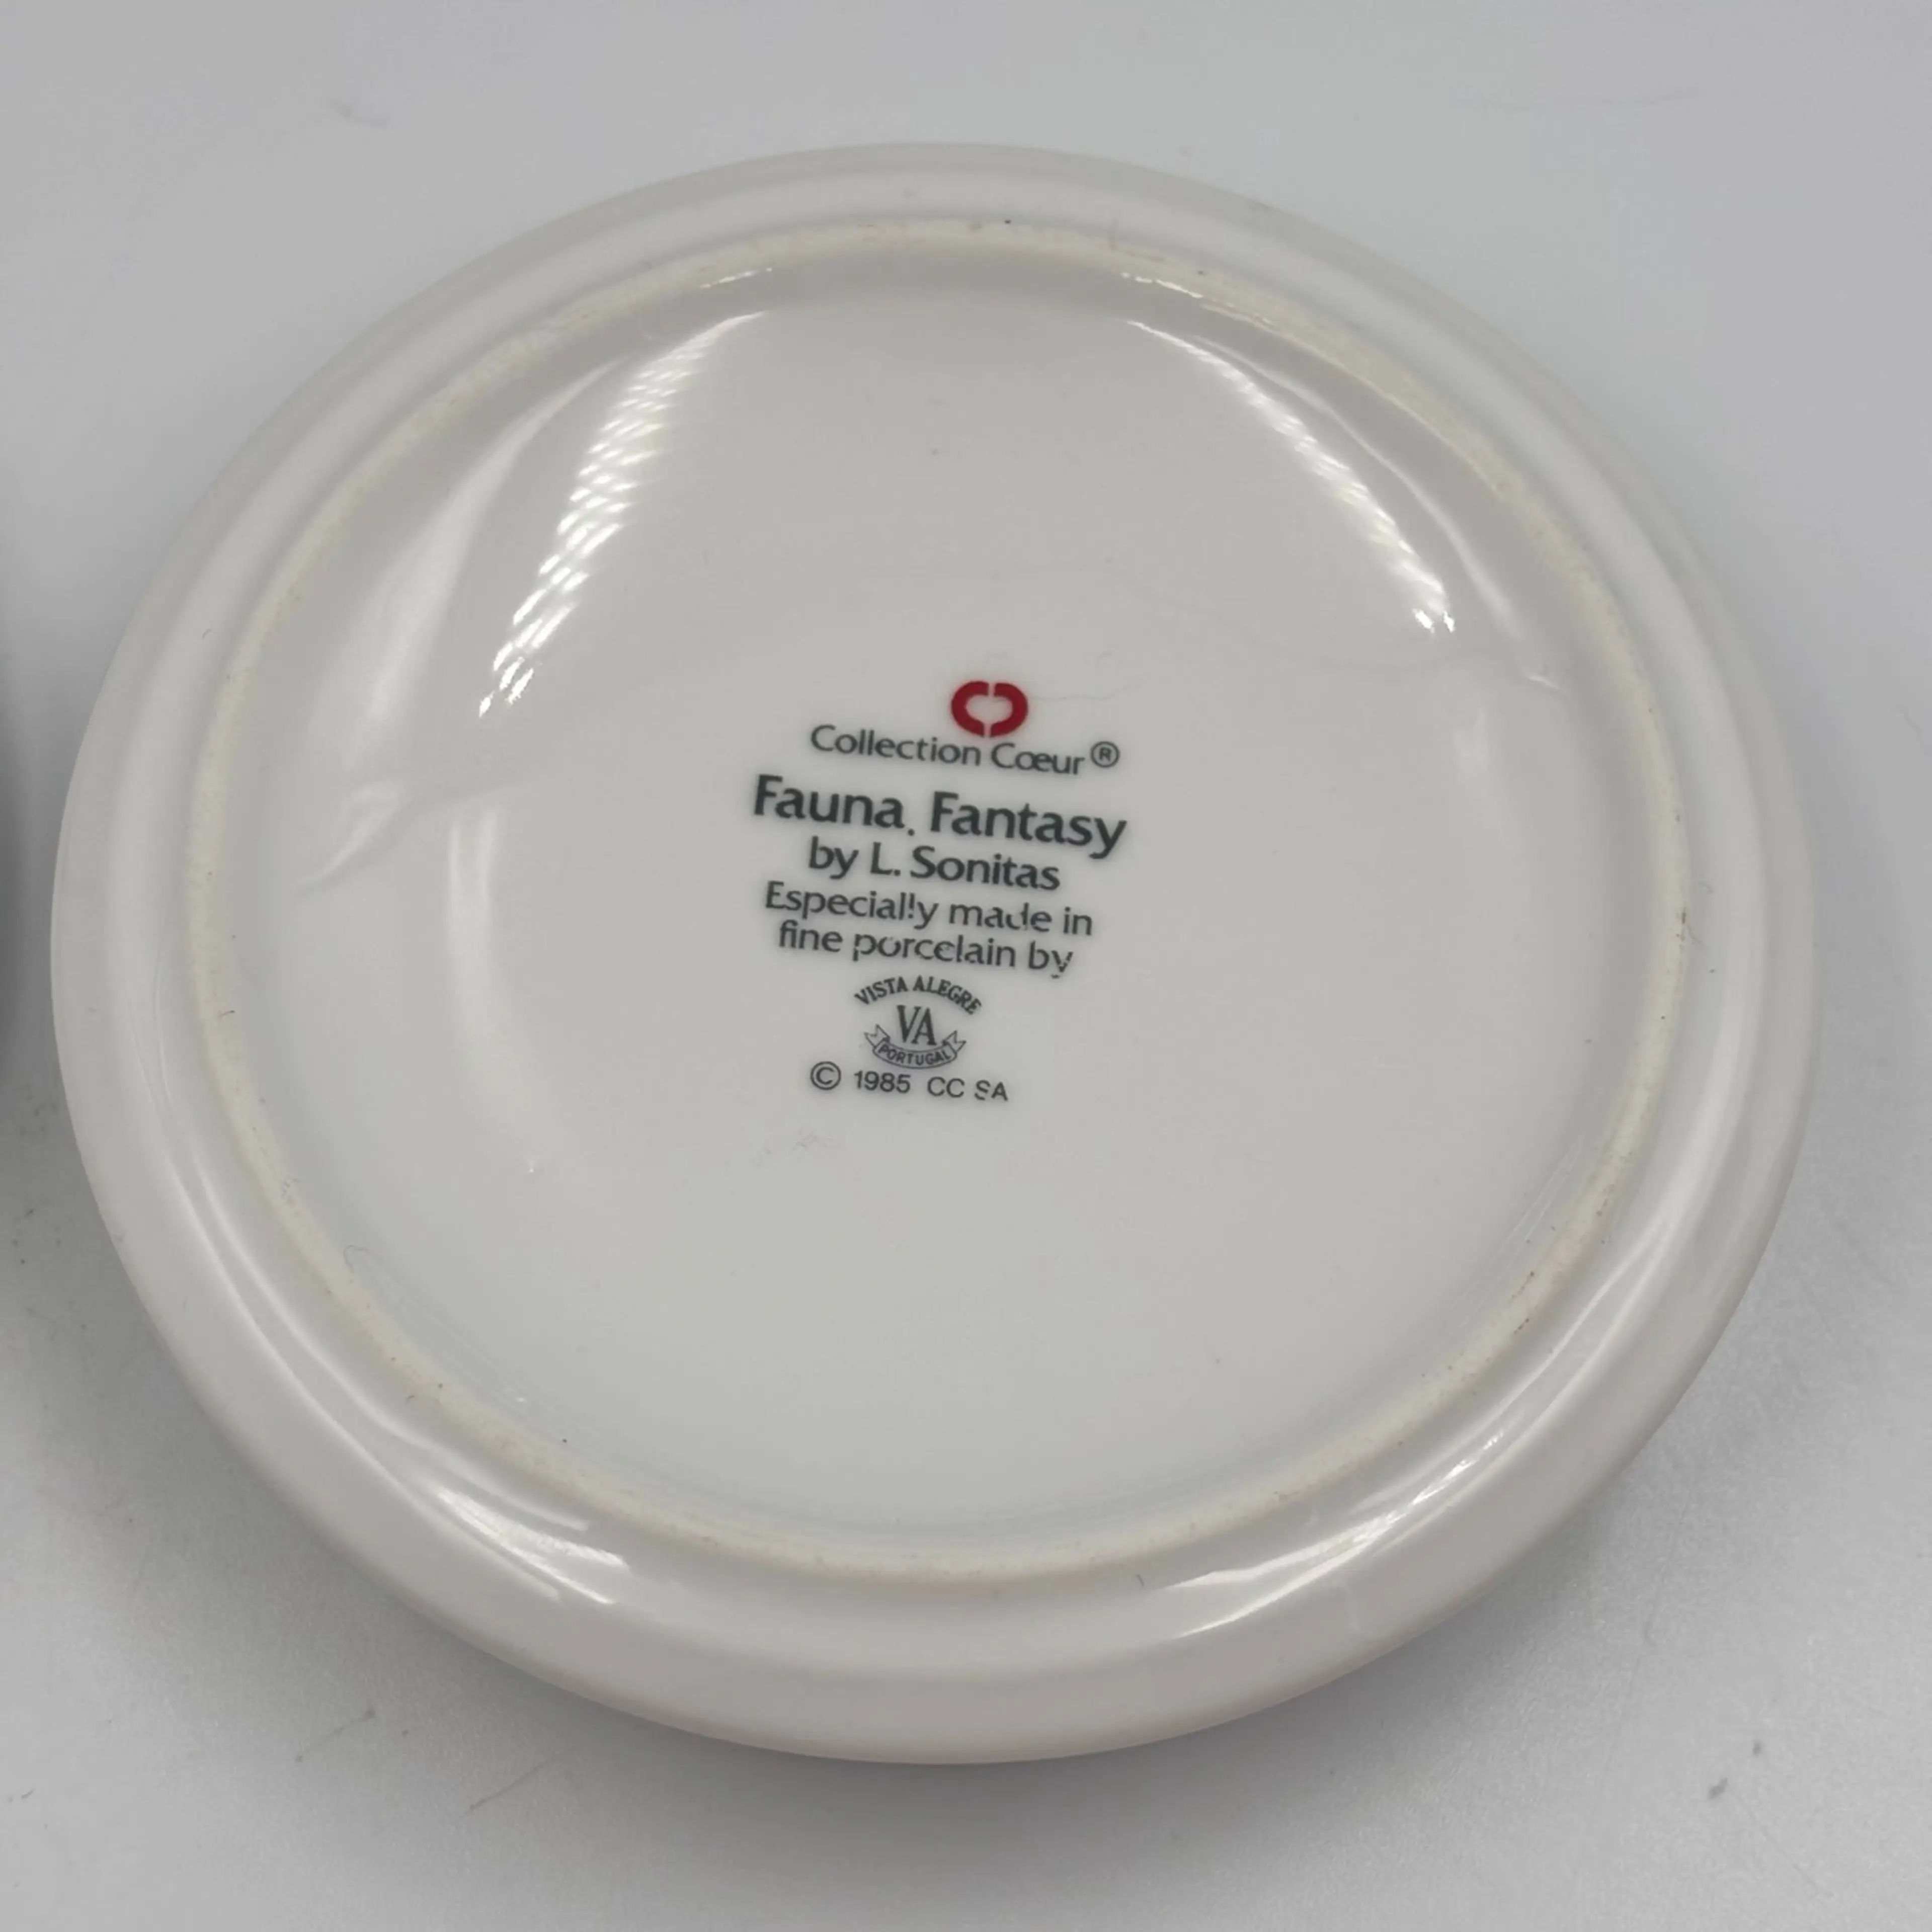 Collection Cœur®
Fauna. Fantasy
by L. Sonitas
Especially made in
fine porcelain by
VISTA ALEGRE
VA
PORTUGAL
© 1985 CC SA